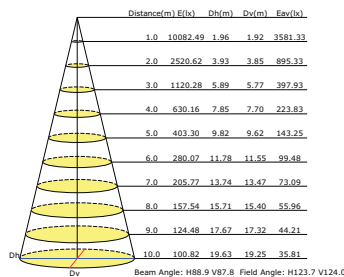 Distance(m) E(lx) Dh(m) Dv(m) Eav(lx)
1.0 10082.49 1.96 1.92 3581.33
2.0 2520.62 3.93 3.85 895.33
3.0 1120.28 5.89 5.77 397.93
4.0 630.16 7.85 7.70 223.83
5.0 403.30 9.82 9.62 143.25
6.0 280.07 11.78 11.55 99.48
7.0 205.77 13.74 13.47 73.09
8.0 157.54 15.71 15.40 55.96
9.0 124.48 17.67 17.32 44.21
Dh 10.0 100.82 19.63 19.25 35.81
Dv Beam Angle: H88.9 V87.8 Field Angle: H123.7 V124.0